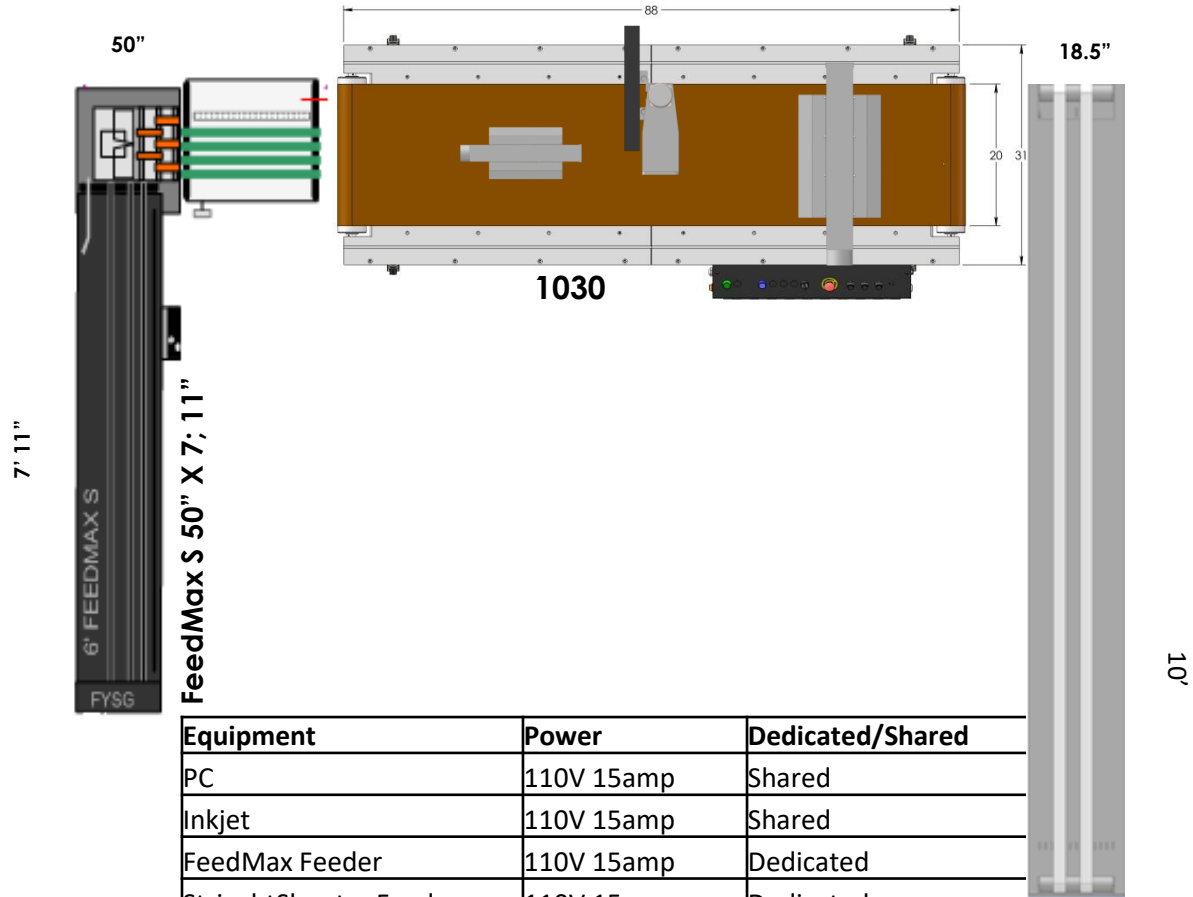 88
50”
18.5”
20
31
1030
7’ 11”
FeedMax S 50” X 7; 11”
6' FEEDMAX S
FYSG
10’
Equipment Power Dedicated/Shared
PC 110V 15amp Shared
Inkjet 110V 15amp Shared
FeedMax Feeder 110V 15amp Dedicated